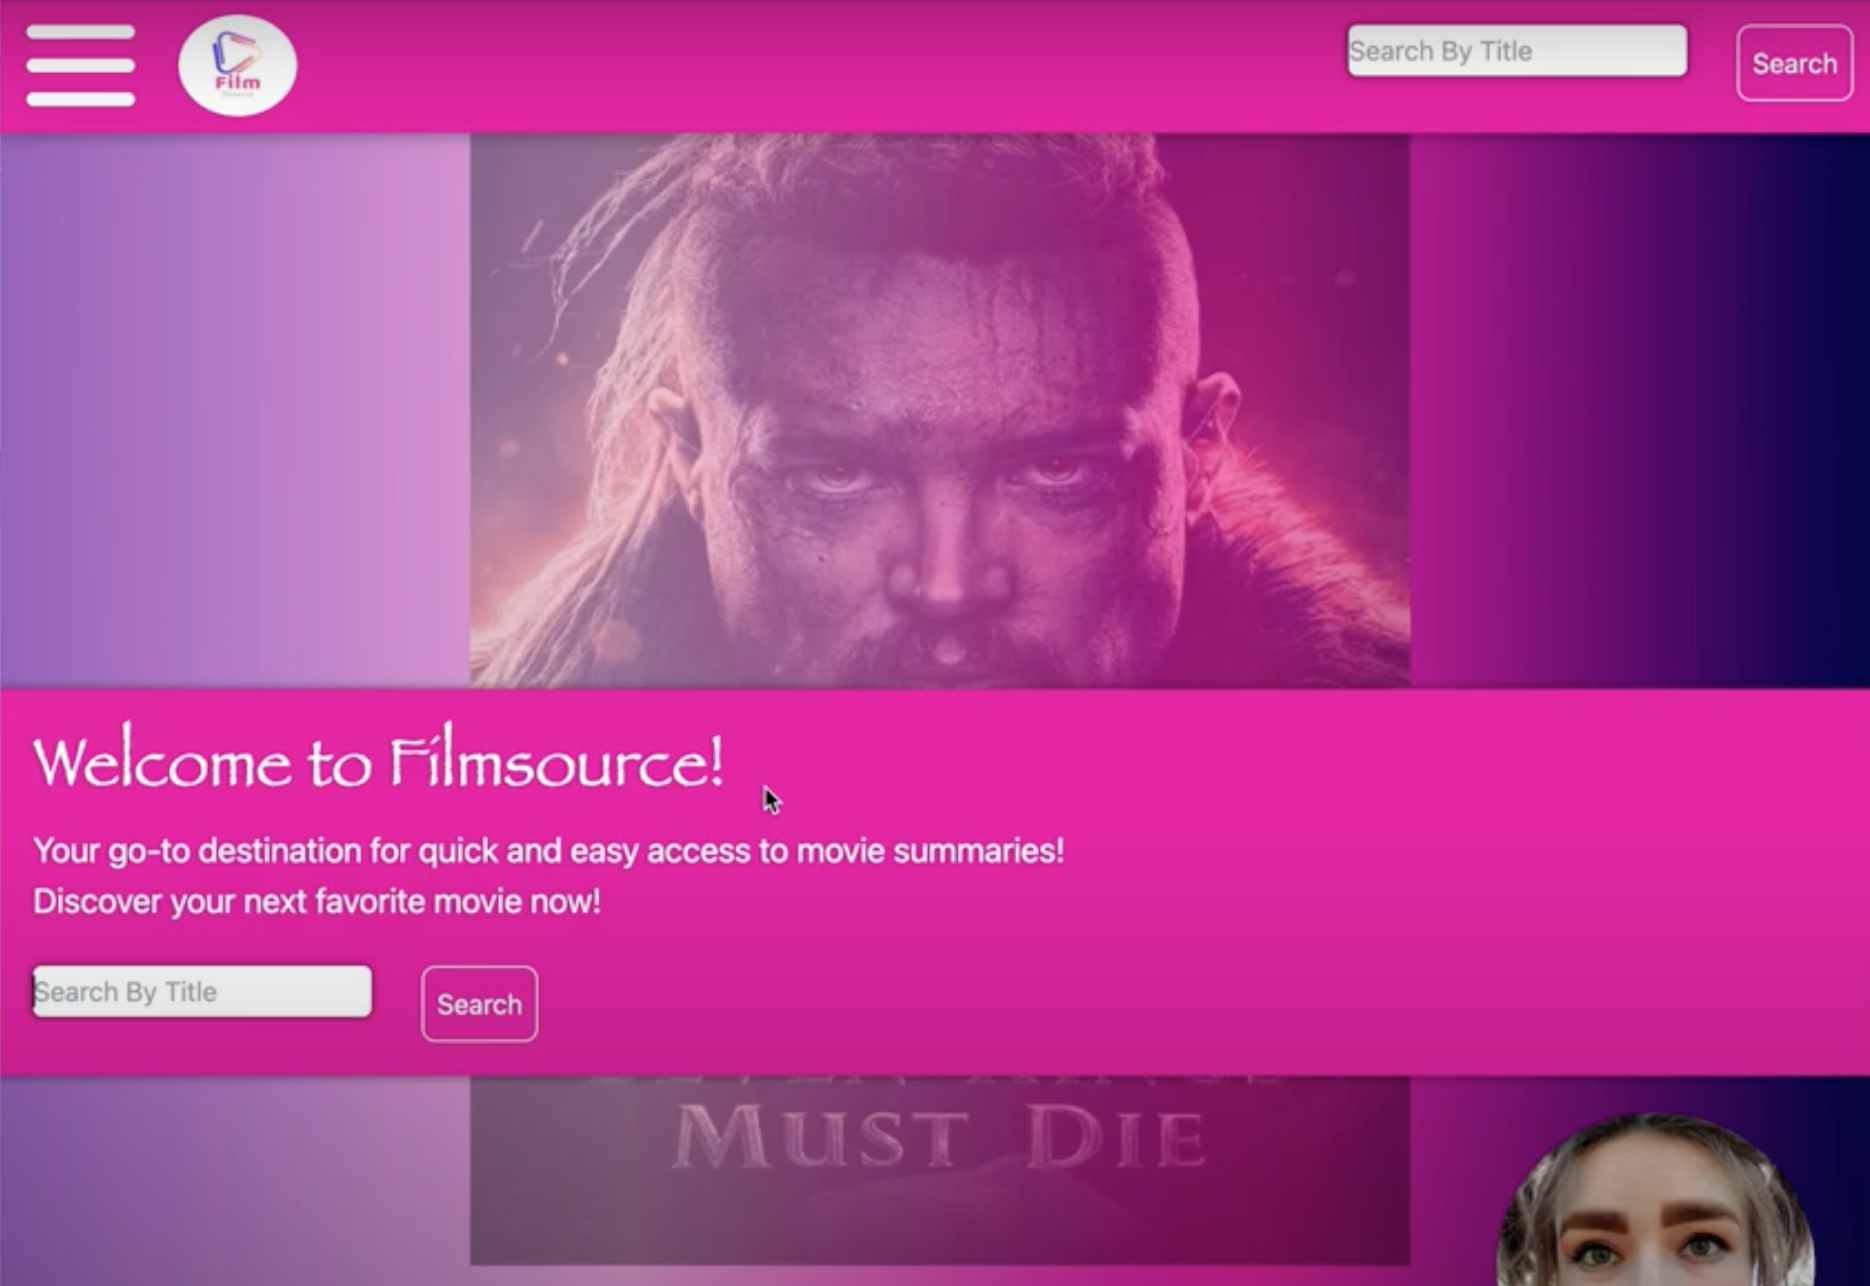 Film
Search By Title
Search
Welcome to Filmsource!
Your go-to destination for quick and easy access to movie summaries!
Discover your next favorite movie now!
Search By Title
Search
MUST DIE